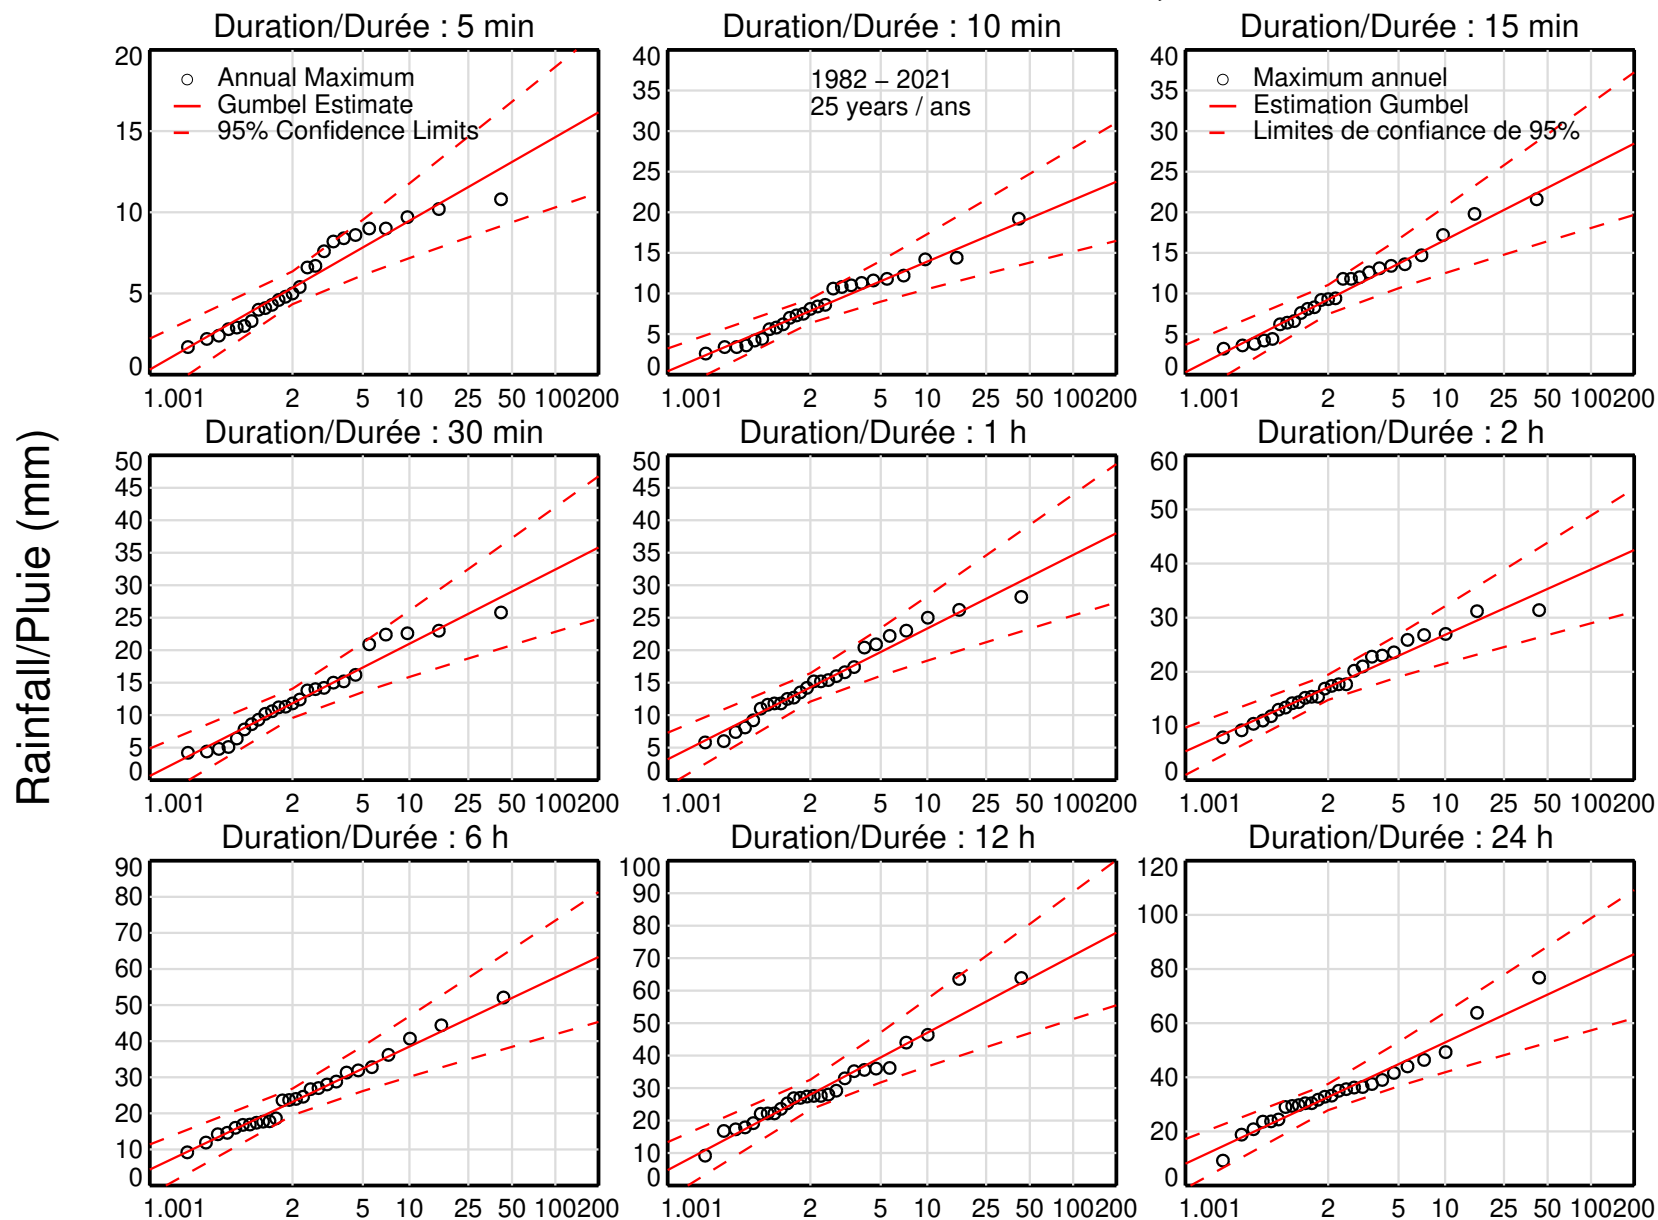 Duration/Durée : 5 min
20
15
10
5
0
Annual Maximum
Gumbel Estimate
95% Confidence Limits
1.001 2 5 10 25 50 100200
Duration/Durée : 10 min
40
35
30
25
20
15
10
5
0
1982 – 2021
25 years / ans
1.001 2 5 10 25 50 100200
Duration/Durée : 15 min
40
35
30
25
20
15
10
5
0
Maximum annuel
Estimation Gumbel
Limites de confiance de 95%
1.001 2 5 10 25 50 100200
Rainfall/Pluie (mm)
Duration/Durée : 30 min
50
45
40
35
30
25
20
15
10
5
0
1.001 2 5 10 25 50 100200
Duration/Durée : 1 h
50
45
40
35
30
25
20
15
10
5
0
1.001 2 5 10 25 50 100200
Duration/Durée : 2 h
60
50
40
30
20
10
0
1.001 2 5 10 25 50 100200
Duration/Durée : 6 h
90
80
70
60
50
40
30
20
10
0
1.001 2 5 10 25 50 100200
Duration/Durée : 12 h
100
90
80
70
60
50
40
30
20
10
0
1.001 2 5 10 25 50 100200
Duration/Durée : 24 h
120
100
80
60
40
20
0
1.001 2 5 10 25 50 100200